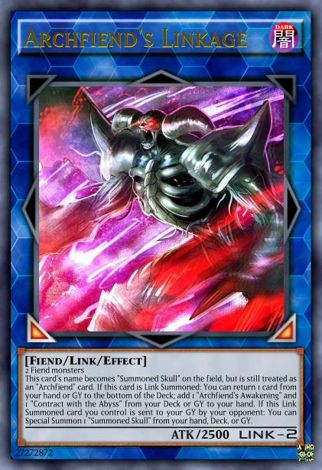 ARCHFIEND'S LINKAGE
DARK
闇
[FIEND/LINK/EFFECT]
2 Fiend monsters
This card's name becomes "Summoned Skull" on the field, but is still treated as
an "Archfiend" card. If this card is Link Summoned: You can return 1 card from
your hand or GY to the bottom of the Deck; add 1 "Archfiend's Awakening" and
1 "Contract with the Abyss" from your Deck or GY to your hand. If this Link
Summoned card you control is sent to your GY by your opponent: You can
Special Summon 1 "Summoned Skull" from your hand, Deck, or GY.
ATK/2500 LINK-2
27272872